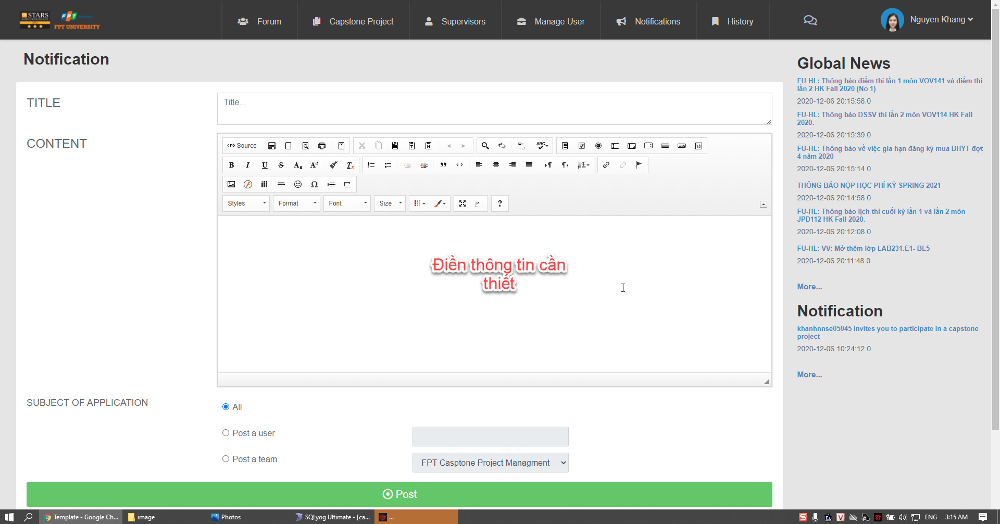 STARS
FPT Education
FPT UNIVERSITY
Forum
Capstone Project
Supervisors
Manage User
Notifications
History
Nguyen Khang
Notification
TITLE
Title...
CONTENT
Source
Styles
Format
Font
Size
?
Điền thông tin cần
thiết
SUBJECT OF APPLICATION
All
Post a user
Post a team
FPT Casptone Project Managment
Post
Global News
FU-HL: Thông báo điểm thi lần 1 môn VOV141 và điểm thi
lần 2 HK Fall 2020 (No 1)
2020-12-06 20:15:58.0
FU-HL: Thông báo DSSV thi lần 2 môn VOV114 HK Fall
2020.
2020-12-06 20:15:39.0
FU-HL: Thông báo về việc gia hạn đăng ký mua BHYT đợt
4 năm 2020
2020-12-06 20:15:14.0
THÔNG BÁO NỘP HỌC PHÍ KỲ SPRING 2021
2020-12-06 20:14:58.0
FU-HL: Thông báo lịch thi cuối kỳ lần 1 và lần 2 môn
JPD112 HK Fall 2020.
2020-12-06 20:12:08.0
FU-HL: VV: Mở thêm lớp LAB231.E1- BL5
2020-12-06 20:11:48.0
More...
Notification
khanhnnse05045 invites you to participate in a capstone
project
2020-12-06 10:24:12.0
More...
Template - Google Ch...
image
Photos
SQLyog Ultimate - [ca...
...
ENG
3:15 AM